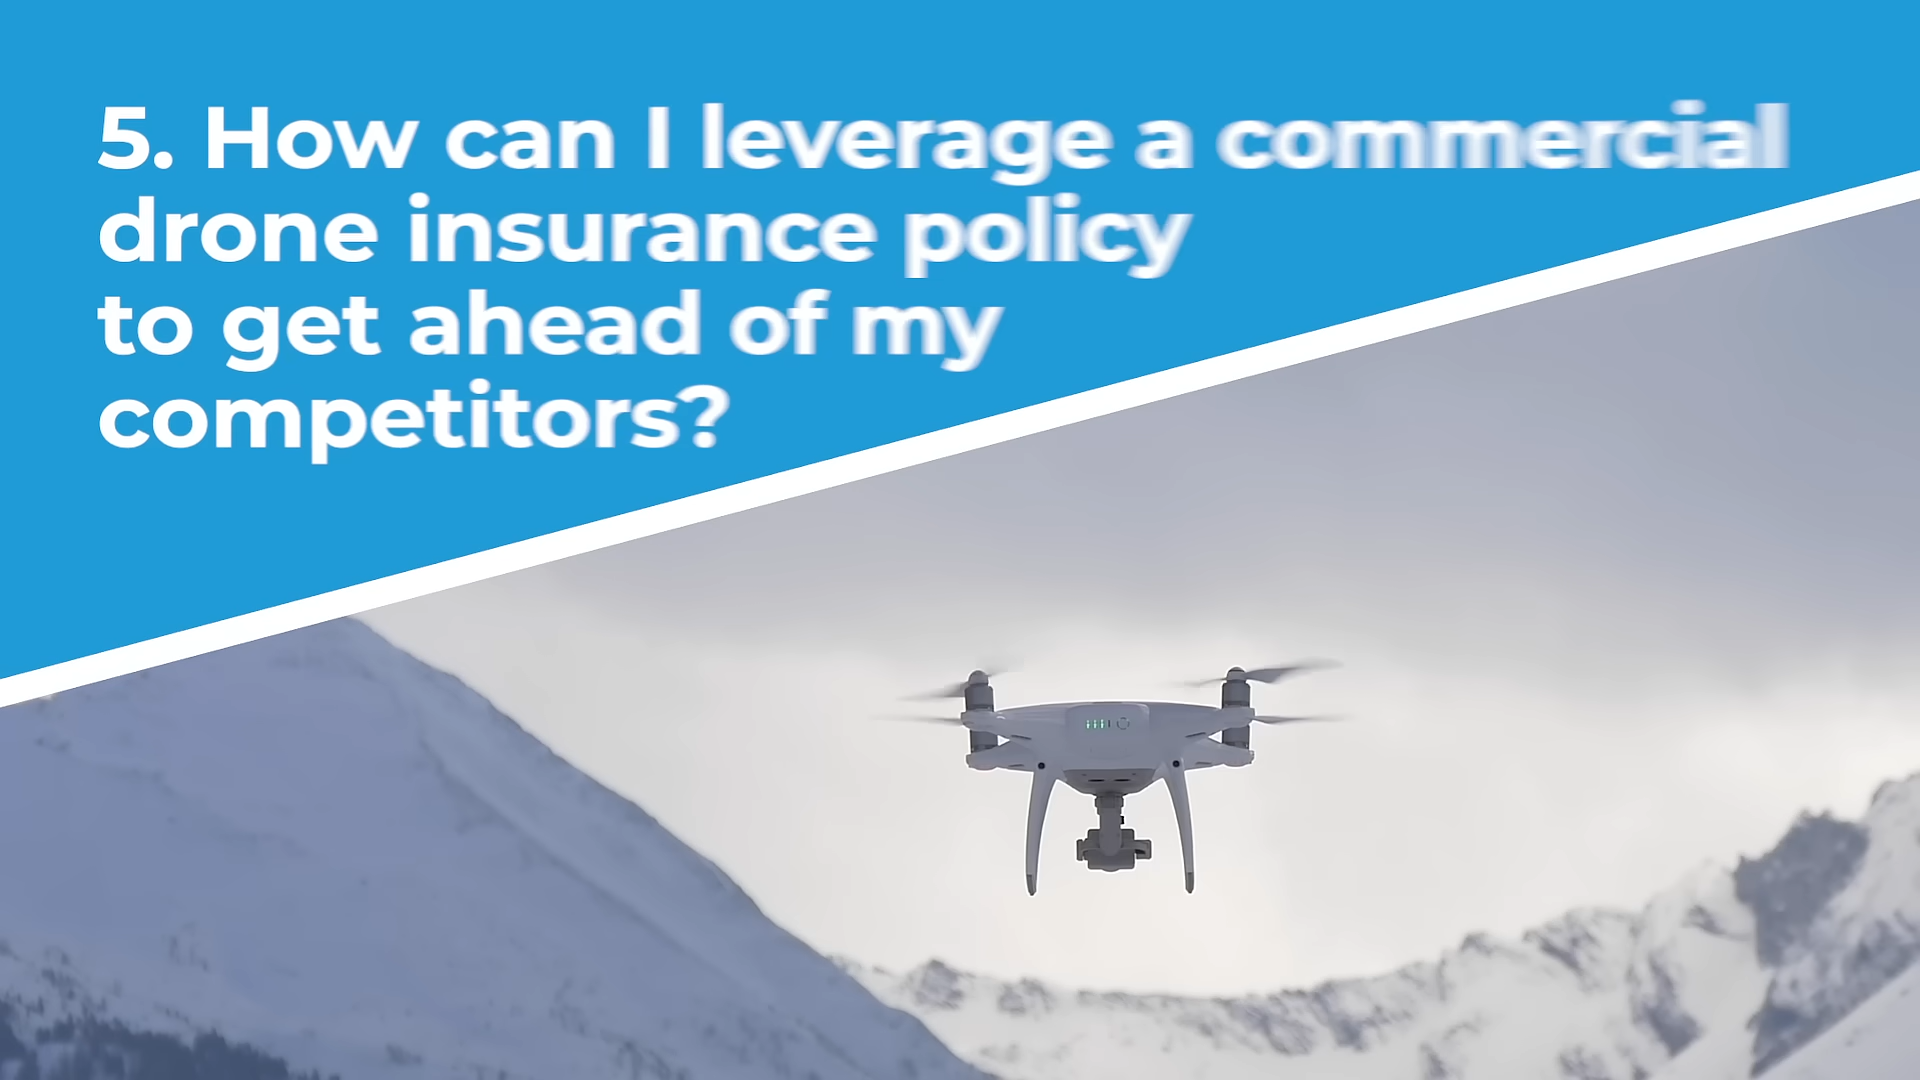 5. How can I leverage a commercial
drone insurance policy
to get ahead of my
competitors?